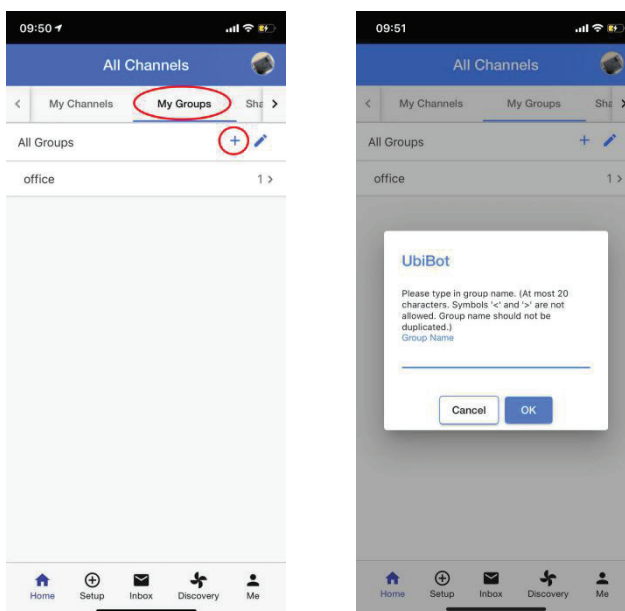 09:50
All Channels
My Channels
My Groups
Sha
All Groups
office
1
Home
Setup
Inbox
Discovery
Me
09:51
All Channels
My Channels
My Groups
Sha
All Groups
office
1
UbiBot
Please type in group name. (At most 20
characters. Symbols '<' and '>' are not
allowed. Group name should not be
duplicated.)
Group Name
Cancel
OK
Home
Setup
Inbox
Discovery
Me